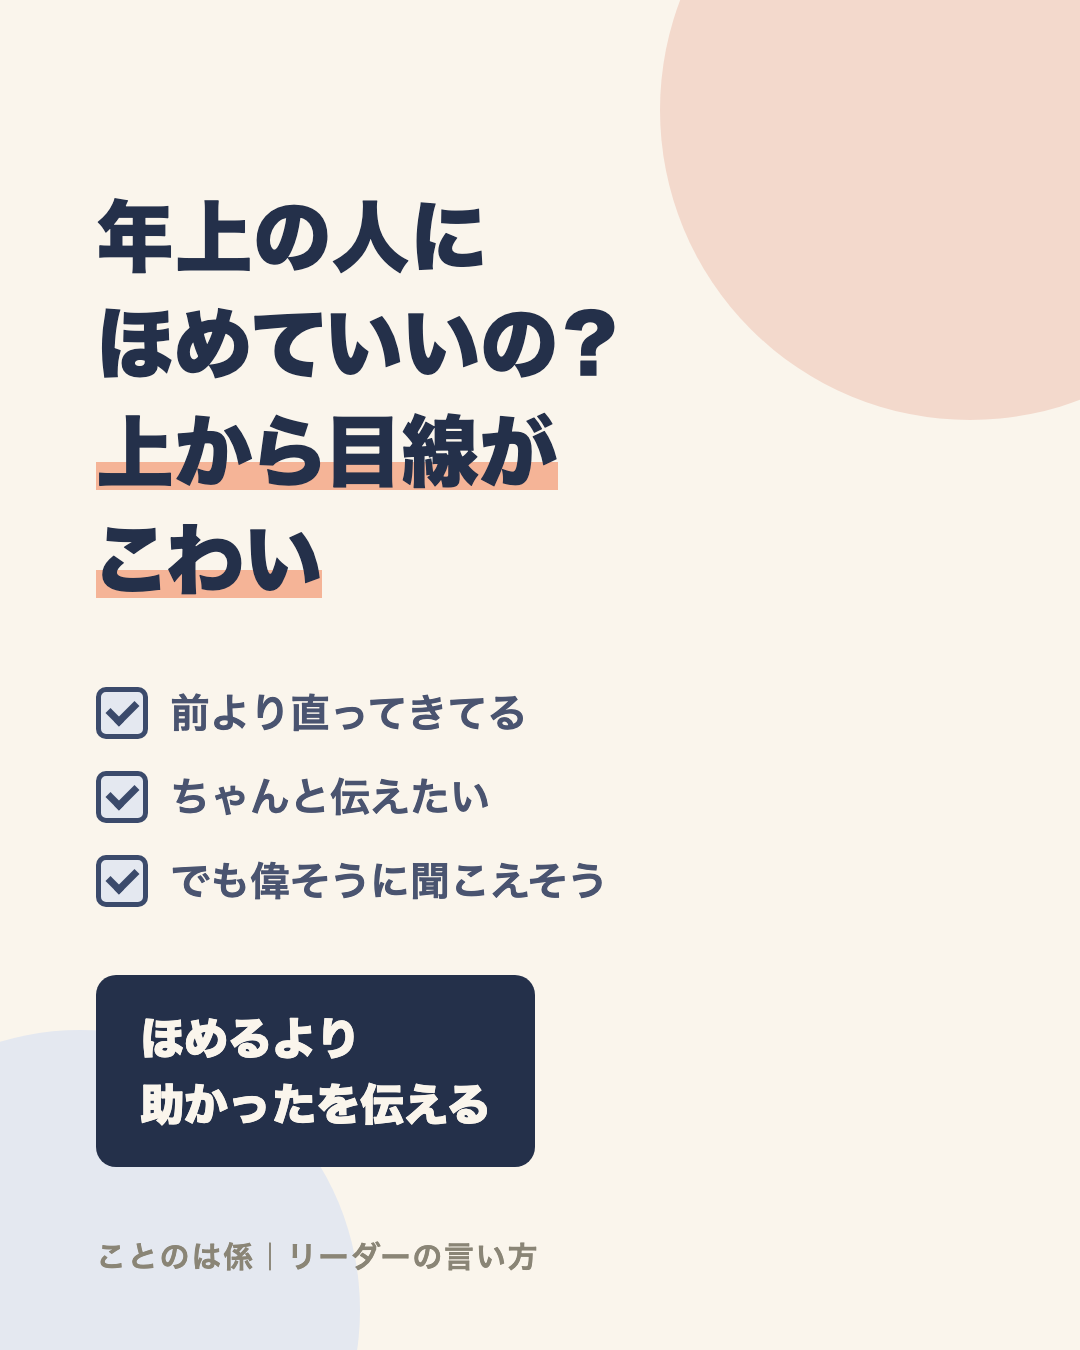 年上の人に
ほめていいの？
上から目線が
こわい
前より直ってきてる
ちゃんと伝えたい
でも偉そうに聞こえそう
ほめるより
助かったを伝える
ことのは係｜リーダーの言い方